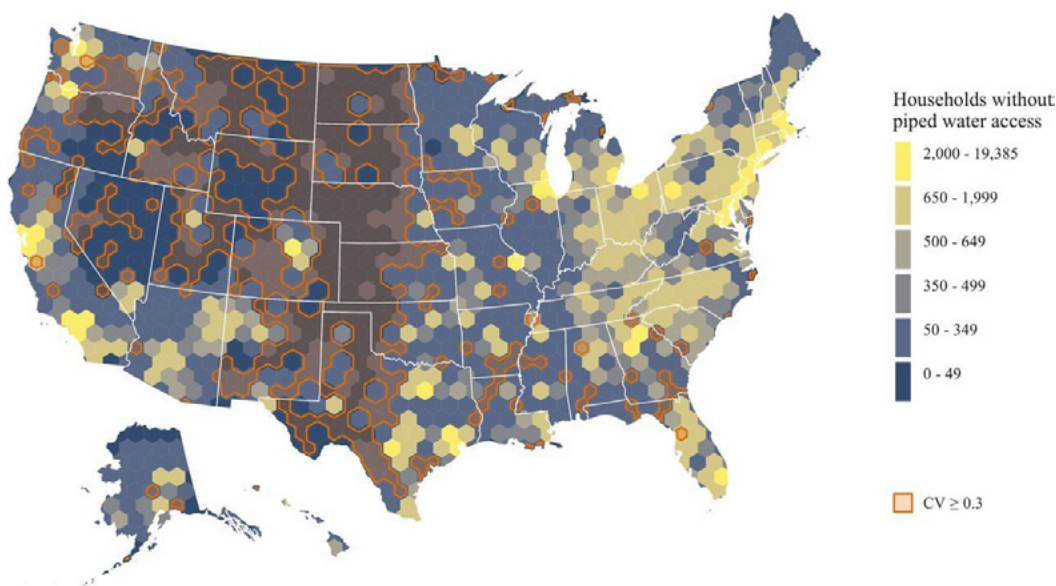 Households without
piped water access
2,000 - 19,385
650 - 1,999
500 - 649
350 - 499
50 - 349
0 - 49
CV ≥ 0.3